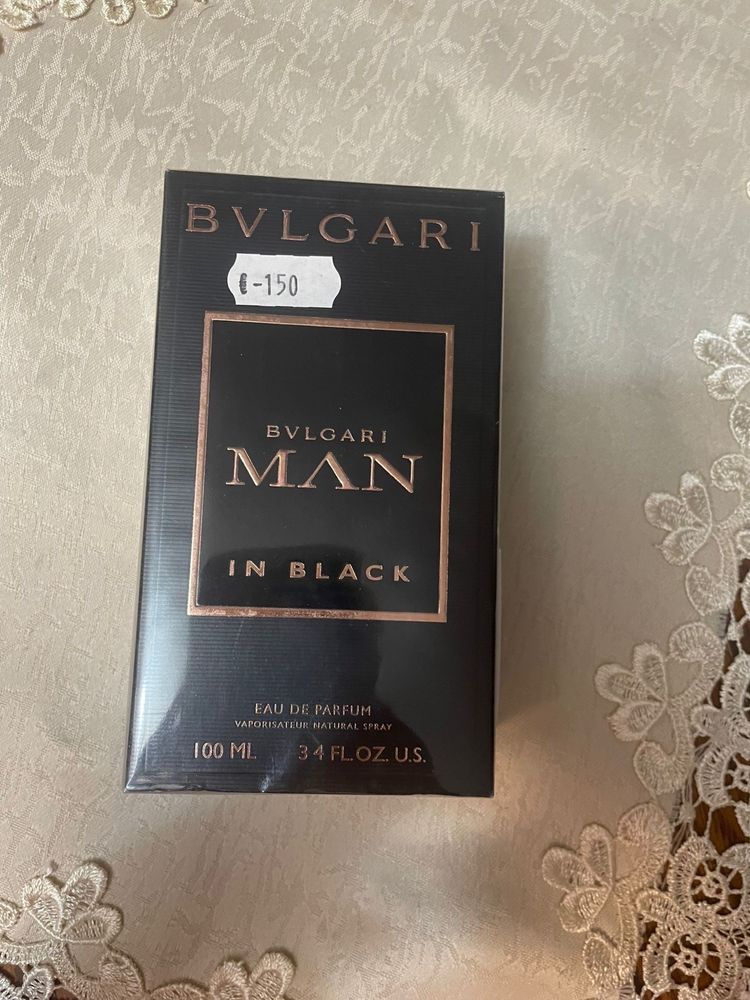 BVLGARI
€-150
BVLGARI
MAN
IN BLACK
EAU DE PARFUM
VAPORISATEUR NATURAL SPRAY
100 ML 3.4 FL.OZ. U.S.